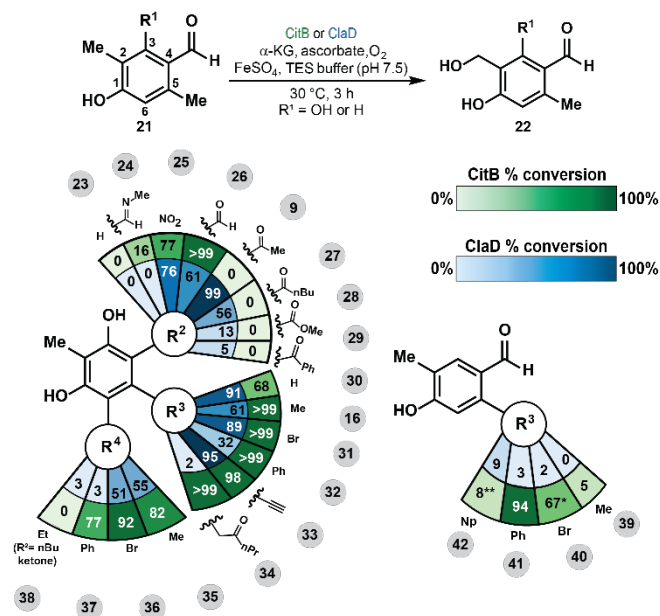 R¹
Me
3
2
4
1
5
6
H
O
HO
Me
21
CitB or ClaD
α-KG, ascorbate,O₂
FeSO₄, TES buffer (pH 7.5)
30 °C, 3 h
R¹ = OH or H
R¹
O
HO
H
HO
Me
22
CitB % conversion
0%
100%
ClaD % conversion
0%
100%
23
24
25
26
9
27
28
29
30
16
31
32
33
34
35
36
37
38
H
N Me
H
NO₂
O
H
O
Me
O
nBu
O
OMe
O
Ph
0
16
77
>99
0
0
0
0
0
0
76
61
99
56
13
5
R²
OH
Me
HO
R³
91
61
89
32
95
2
68
>99
>99
>99
98
>99
H
Me
Br
Ph
O
nPr
R⁴
3
3
51
55
0
77
92
82
Et
(R²= nBu
ketone)
Ph
Br
Me
O
Me
H
HO
R³
9
3
2
0
8**
94
67*
5
Np
Ph
Br
Me
42
41
40
39